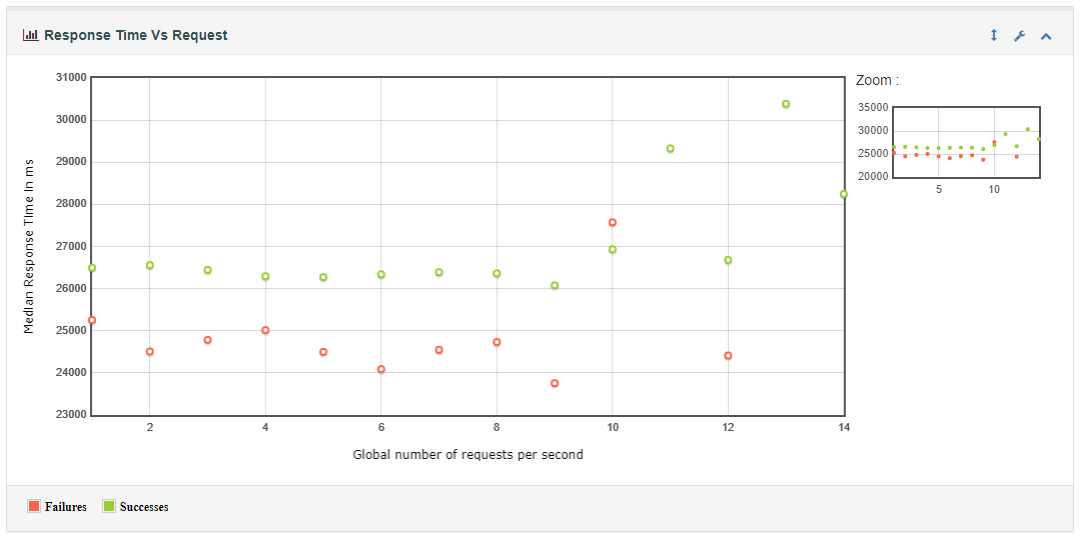 Response Time Vs Request
Zoom :
31000
30000
29000
28000
27000
26000
25000
24000
23000
Median Response Time in ms
2 4 6 8 10 12 14
Global number of requests per second
35000
30000
25000
20000
5 10
Failures Successes